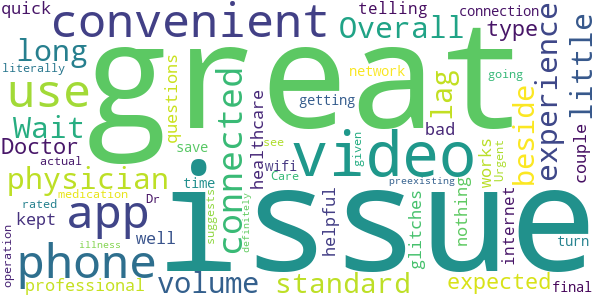 quick
convenient
telling
connection
long
Overall
type
literally
great
network
little
use
questions
connected
lag
experience
getting
going
Wait
healthcare
video
bad
beside
couple
Doctor
save
wifi
see
works
actual
physician
time
Care
given
Urgent
kept
app
issue
preexisting
nothing
medication
suggests
helpful
glitches
internet
rated
Dr
well
definitely
turn
operation
phone
illness
volume
standard
expected
professional
final